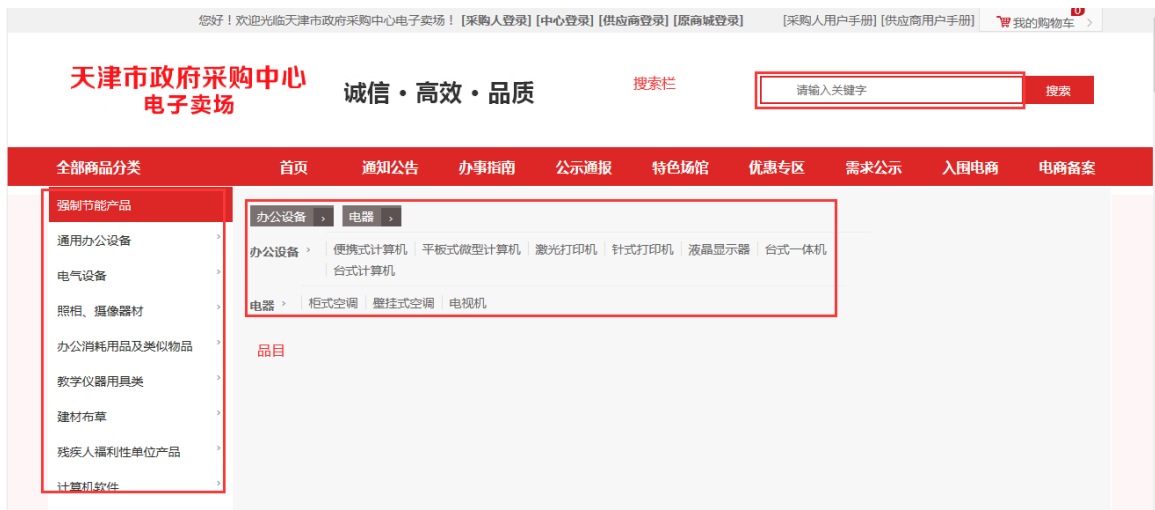 您好！欢迎光临天津市政府采购中心电子卖场！ [采购人登录] [中心登录] [供应商登录] [原商城登录] [采购人用户手册] [供应商用户手册] 我的购物车 0 >
天津市政府采购中心
电子卖场
诚信·高效·品质
搜索栏
请输入关键字
搜索
全部商品分类 首页 通知公告 办事指南 公示通报 特色场馆 优惠专区 需求公示 入围电商 电商备案
强制节能产品
通用办公设备 >
电气设备 >
照相、摄像器材 >
办公消耗用品及类似物品 >
教学仪器用具类 >
建材布草 >
残疾人福利性单位产品 >
计算机软件 >
办公设备 > 电器 >
办公设备 > 便携式计算机 平板式微型计算机 激光打印机 针式打印机 液晶显示器 台式一体机
台式计算机
电器 > 柜式空调 壁挂式空调 电视机
品目